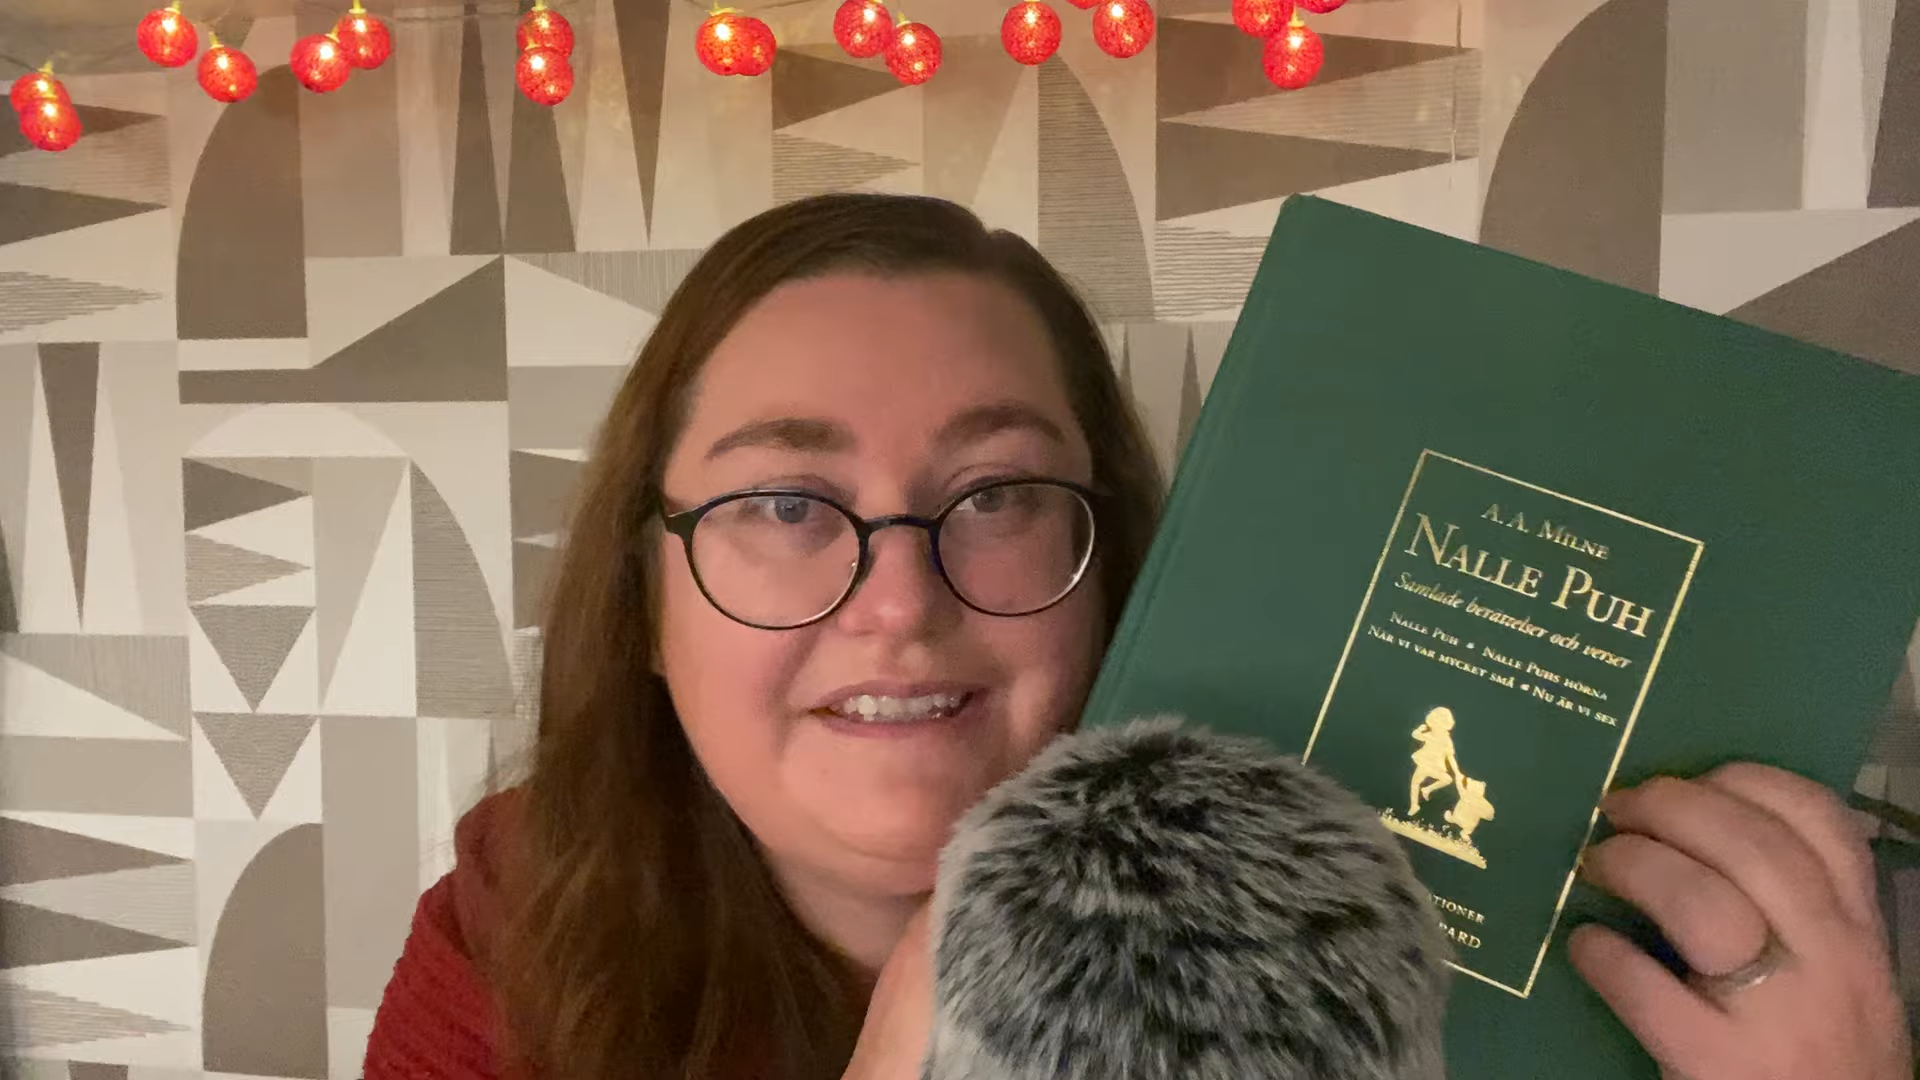 A. A. MILNE
NALLE PUH
Samlade berättelser och verser
NALLE PUH • NALLE PUHS HÖRNA
NÄR VI VAR MYCKET SMÅ • NU ÄR VI SEX